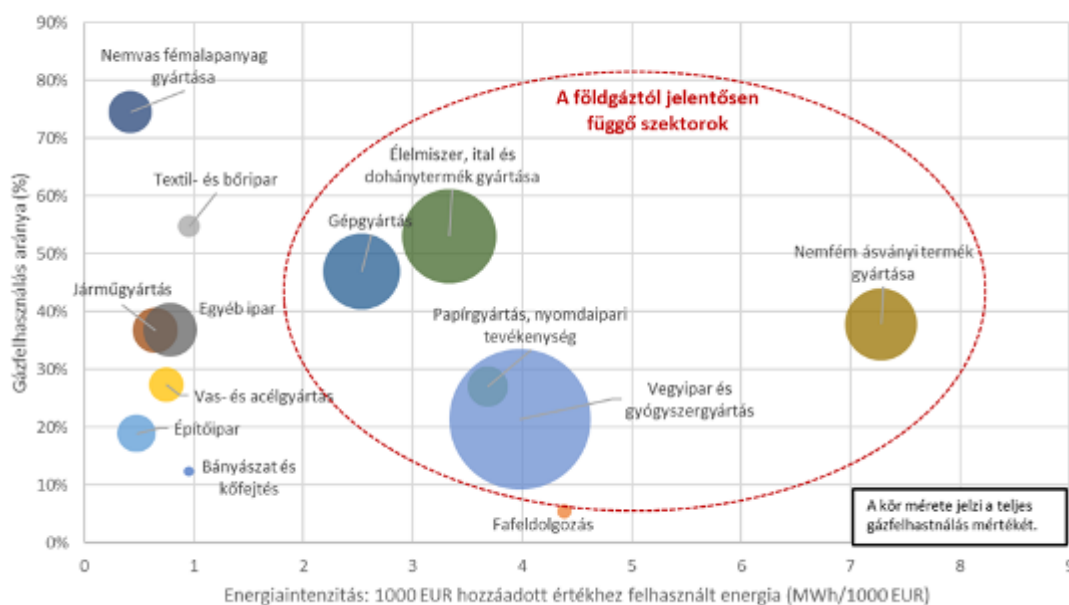 90%
80%
70%
60%
50%
40%
30%
20%
10%
0%
Gázfelhasználás aránya (%)
Nemvas fémalapanyag
gyártása
Textil- és bőripar
Járműgyártás
Egyéb ipar
Vas- és acélgyártás
Építőipar
Bányászat és
kőfejtés
A földgáztól jelentősen
függő szektorok
Élelmiszer, ital és
dohánytermék gyártása
Gépgyártás
Nemfém ásványi termék
gyártása
Papírgyártás, nyomdaipari
tevékenység
Vegyipar és
gyógyszergyártás
Fafeldolgozás
A kör mérete jelzi a teljes
gázfelhastnálás mértékét.
0 1 2 3 4 5 6 7 8 9
Energiaintenzitás: 1000 EUR hozzáadott értékhez felhasznált energia (MWh/1000 EUR)